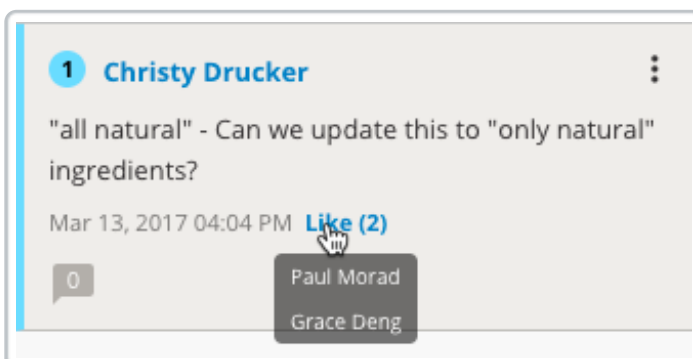 1 Christy Drucker
"all natural" - Can we update this to "only natural"
ingredients?
Mar 13, 2017 04:04 PM Like (2)
0
Paul Morad
Grace Deng